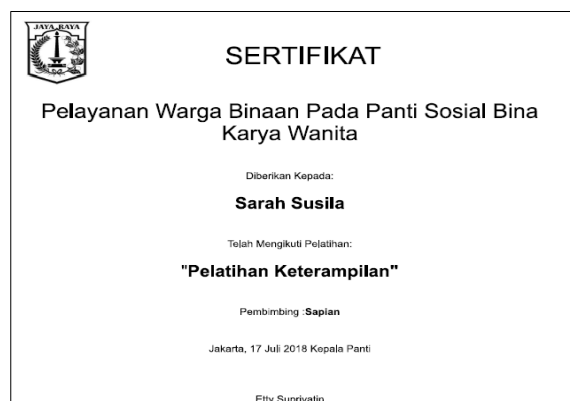 JAYA RAYA
SERTIFIKAT
Pelayanan Warga Binaan Pada Panti Sosial Bina
Karya Wanita
Diberikan Kepada:
Sarah Susila
Telah Mengikuti Pelatihan:
"Pelatihan Keterampilan"
Pembimbing :Sapian
Jakarta, 17 Juli 2018 Kepala Panti
Etty Supriyatin